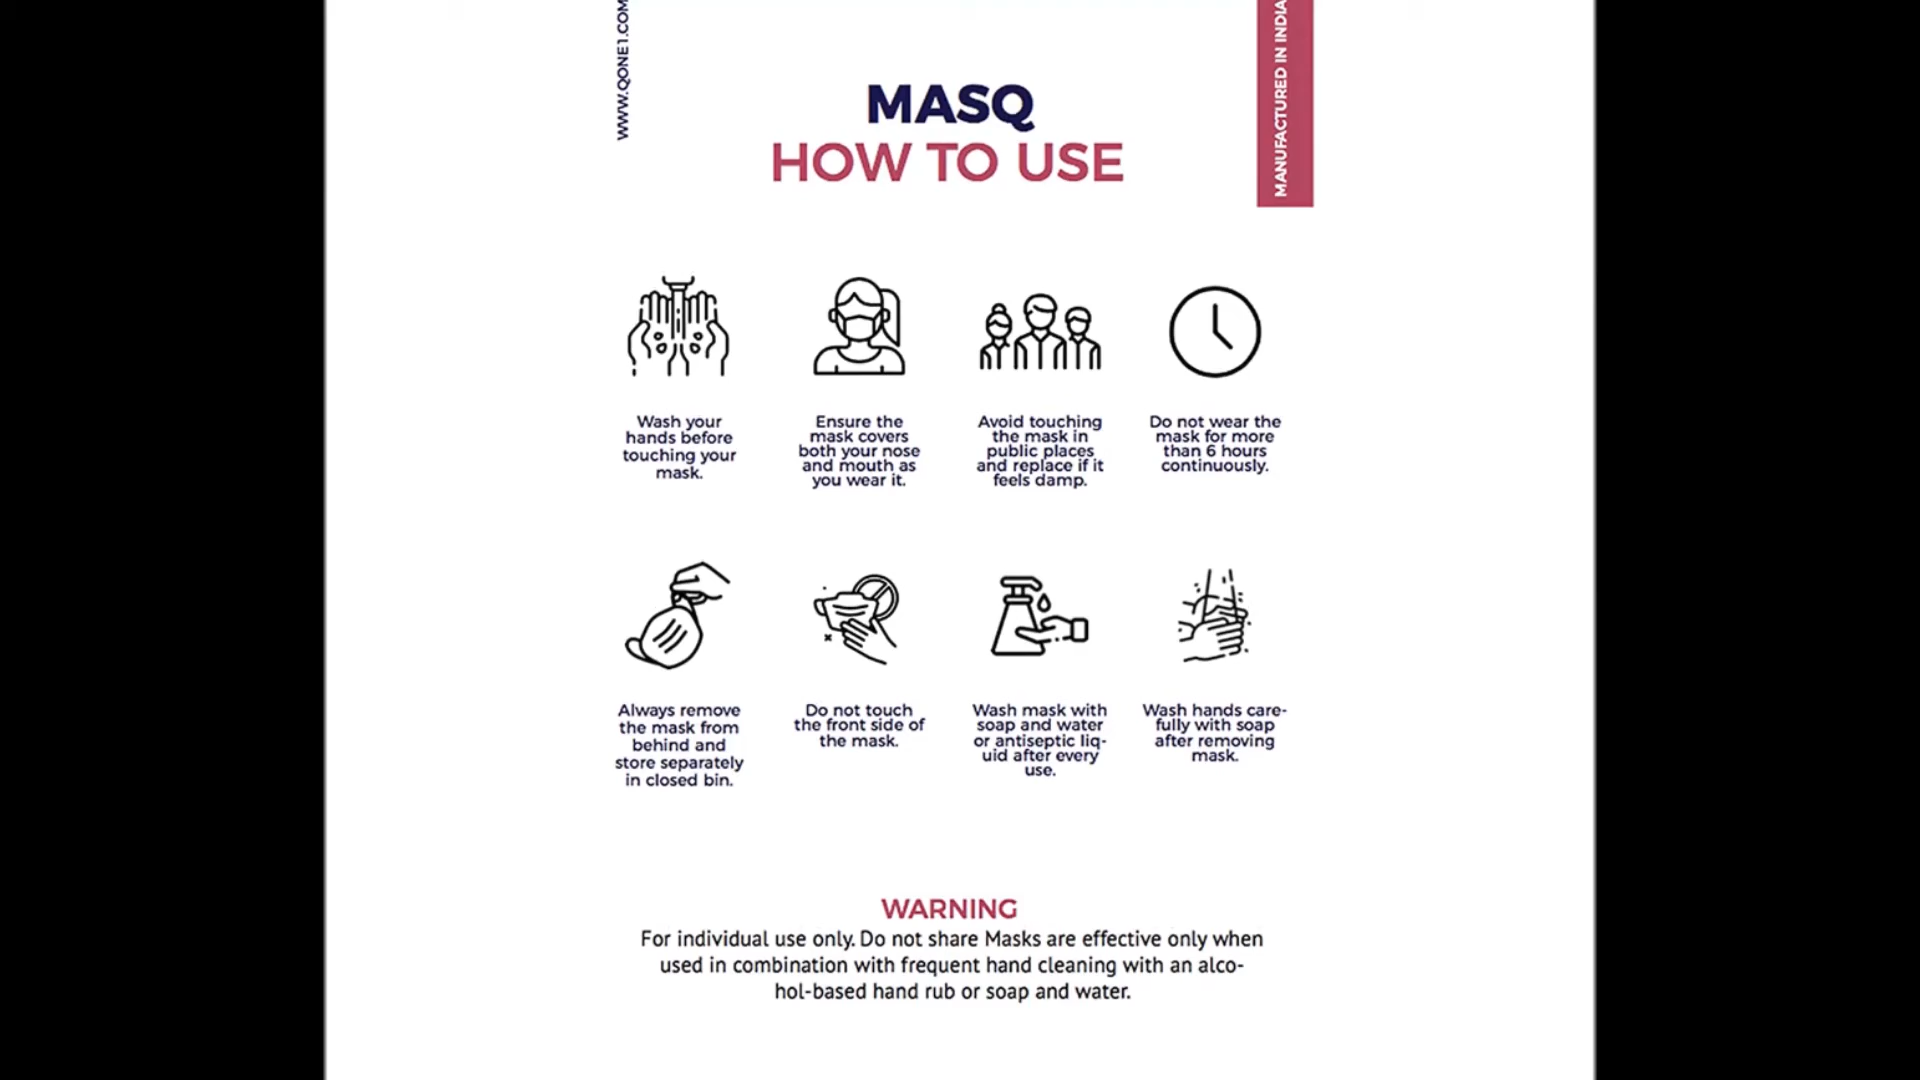 WWW.QONE1.COM
MANUFACTURED IN INDIA
MASQ
HOW TO USE
Wash your
hands before
touching your
mask.
Ensure the
mask covers
both your nose
and mouth as
you wear it.
Avoid touching
the mask in
public places
and replace if it
feels damp.
Do not wear the
mask for more
than 6 hours
continuously.
Always remove
the mask from
behind and
store separately
in closed bin.
Do not touch
the front side of
the mask.
Wash mask with
soap and water
or antiseptic liq-
uid after every
use.
Wash hands care-
fully with soap
after removing
mask.
WARNING
For individual use only. Do not share Masks are effective only when
used in combination with frequent hand cleaning with an alco-
hol-based hand rub or soap and water.